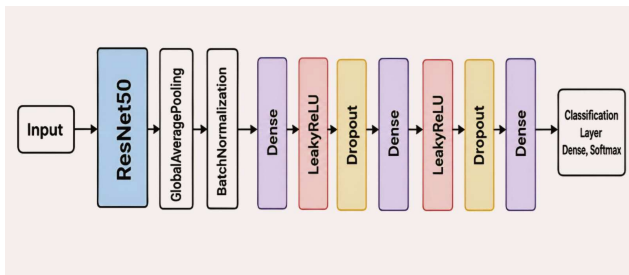 Input
ResNet50
GlobalAveragePooling
BatchNormalization
Dense
LeakyReLU
Dropout
Dense
LeakyReLU
Dropout
Dense
Classification
Layer
Dense, Softmax